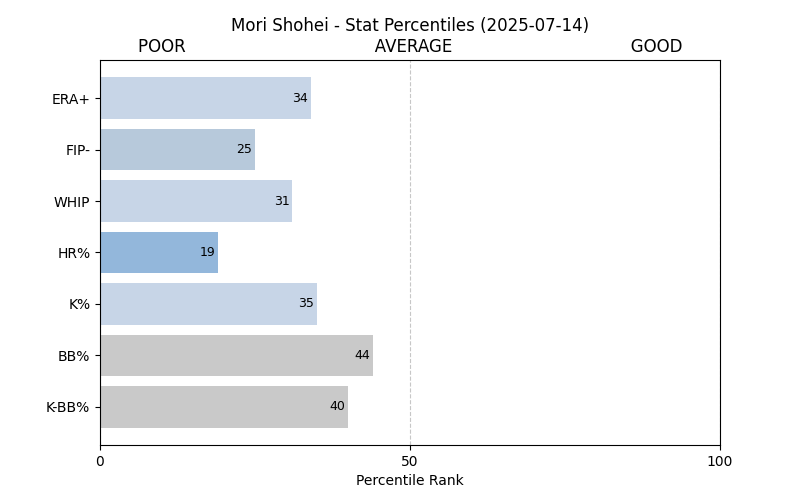 Mori Shohei - Stat Percentiles (2025-07-14)
POOR AVERAGE GOOD
ERA+ 34
FIP- 25
WHIP 31
HR% 19
K% 35
BB% 44
K-BB% 40
0 50 100
Percentile Rank